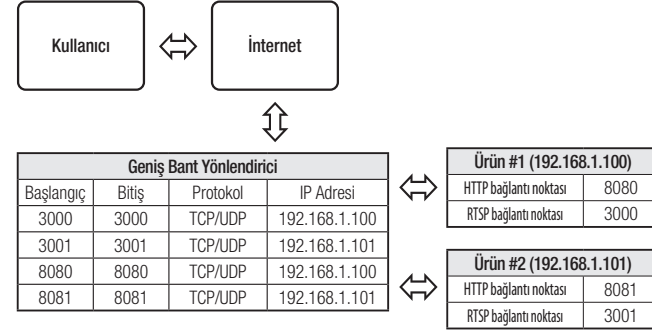 Kullanıcı
İnternet
Geniş Bant Yönlendirici
Başlangıç Bitiş Protokol IP Adresi
3000 3000 TCP/UDP 192.168.1.100
3001 3001 TCP/UDP 192.168.1.101
8080 8080 TCP/UDP 192.168.1.100
8081 8081 TCP/UDP 192.168.1.101
Ürün #1 (192.168.1.100)
HTTP bağlantı noktası 8080
RTSP bağlantı noktası 3000
Ürün #2 (192.168.1.101)
HTTP bağlantı noktası 8081
RTSP bağlantı noktası 3001